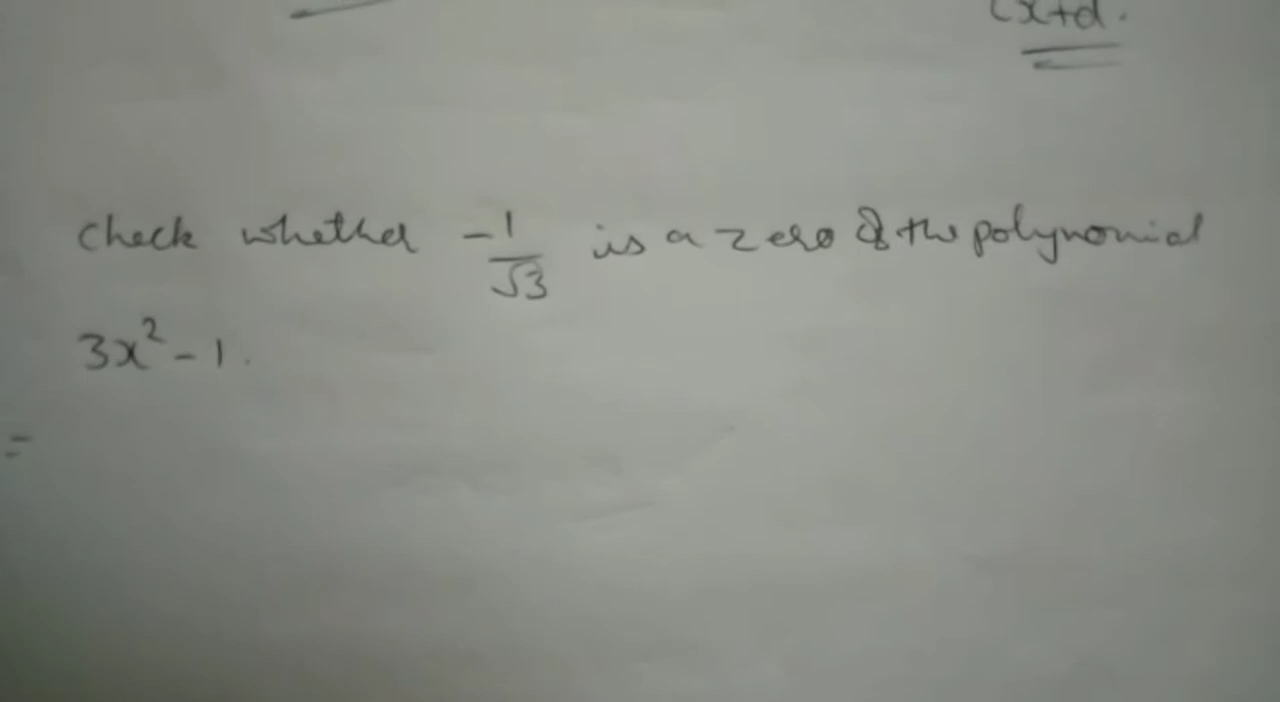 cx+d.
check whether -1/√3 is a zero of the polynomial
3x² - 1.
=